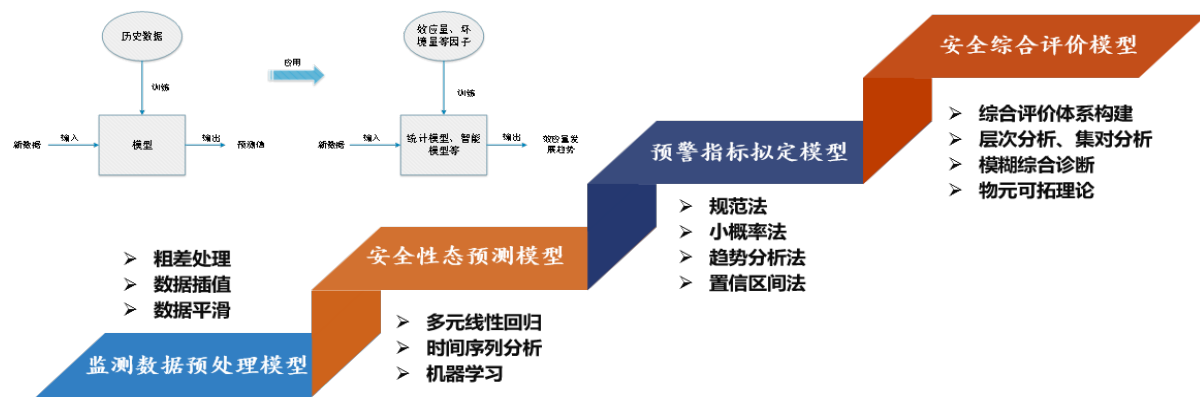 历史数据
训练
新数据
输入
模型
输出
预测值
应用
效应量、环
境量等因子
训练
新数据
输入
统计模型、智能
模型等
输出
效应量发
展趋势
➢ 粗差处理
➢ 数据插值
➢ 数据平滑
监测数据预处理模型
安全性态预测模型
➢ 多元线性回归
➢ 时间序列分析
➢ 机器学习
预警指标拟定模型
➢ 规范法
➢ 小概率法
➢ 趋势分析法
➢ 置信区间法
安全综合评价模型
➢ 综合评价体系构建
➢ 层次分析、集对分析
➢ 模糊综合诊断
➢ 物元可拓理论